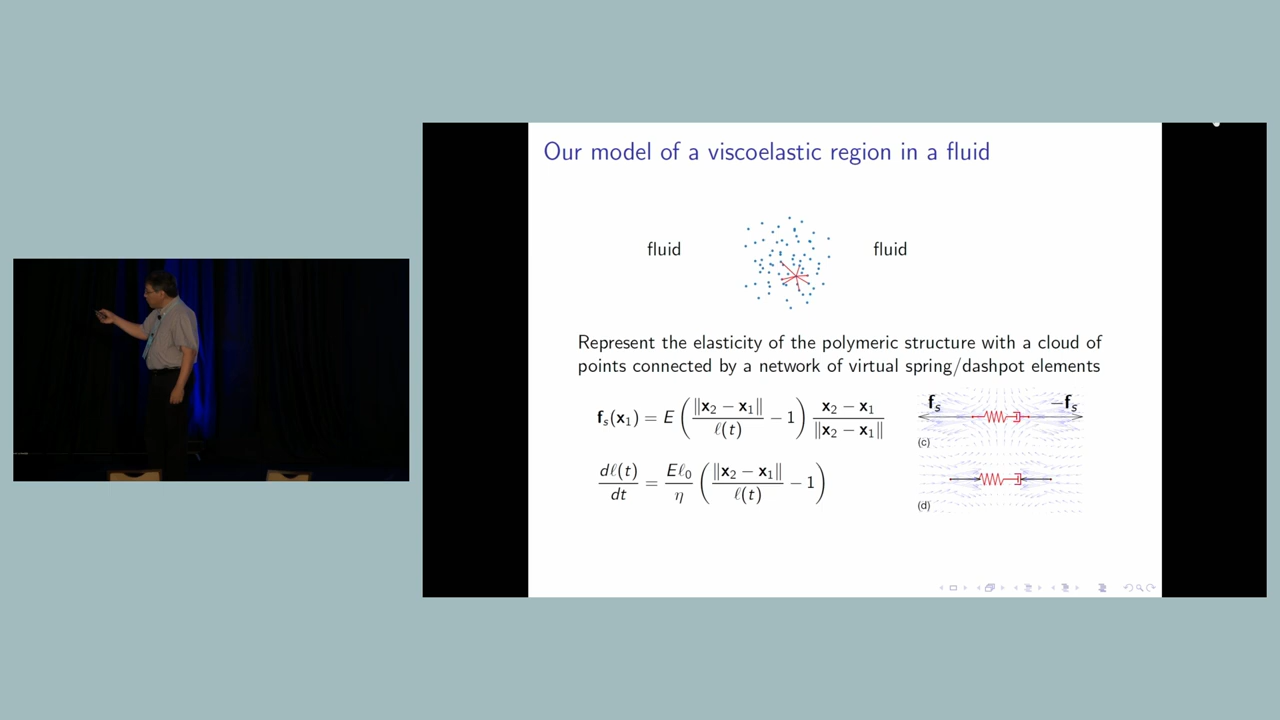 Our model of a viscoelastic region in a fluid
fluid
fluid
Represent the elasticity of the polymeric structure with a cloud of
points connected by a network of virtual spring/dashpot elements
f_s(x_1) = E ( ‖x_2 − x_1‖ / ℓ(t) − 1 ) (x_2 − x_1) / ‖x_2 − x_1‖
f_s
−f_s
(c)
dℓ(t)/dt = Eℓ_0/η ( ‖x_2 − x_1‖ / ℓ(t) − 1 )
(d)